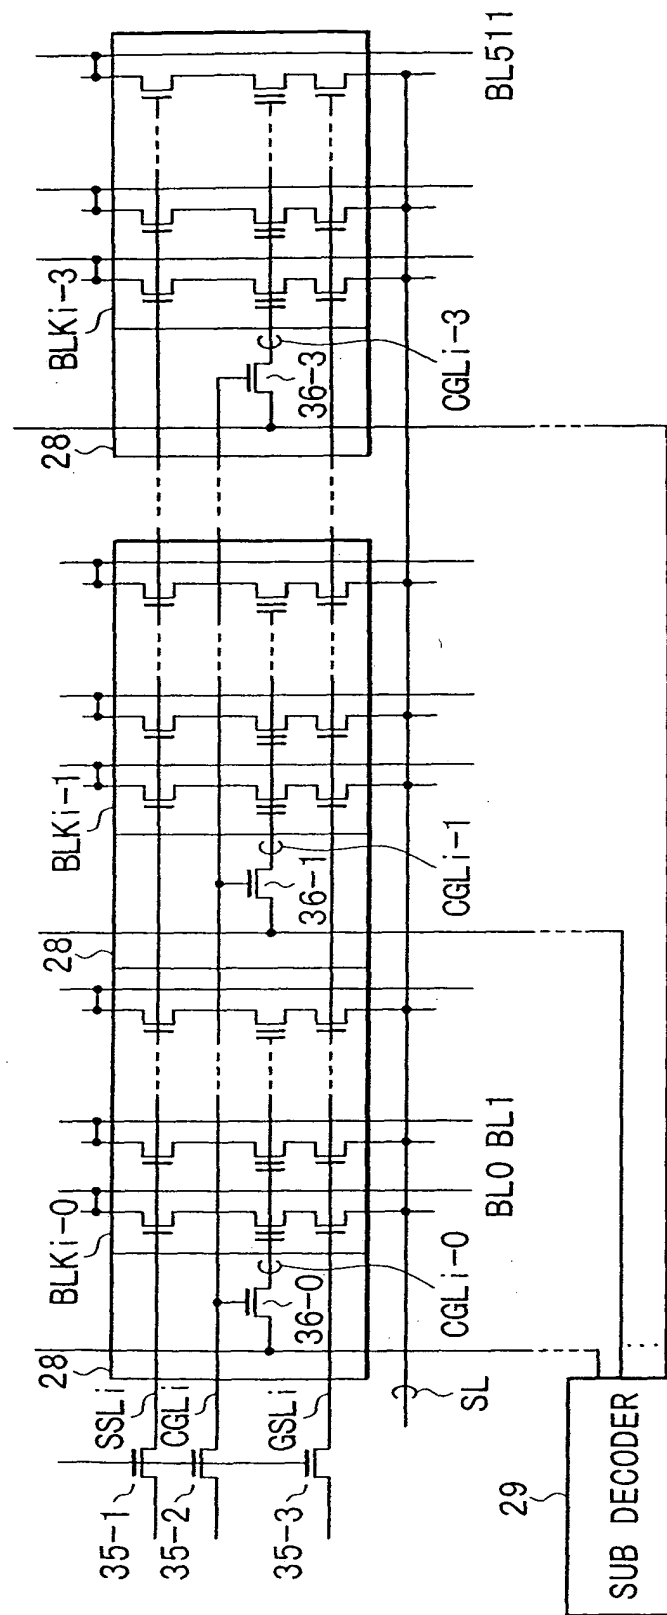 35-1
35-2
35-3
SSLi
CGLi
GSLi
28
BLKi-0
36-0
CGLi-0
BL0 BL1
28
BLKi-1
36-1
CGLi-1
28
BLKi-3
36-3
CGLi-3
BL511
SL
29
SUB DECODER